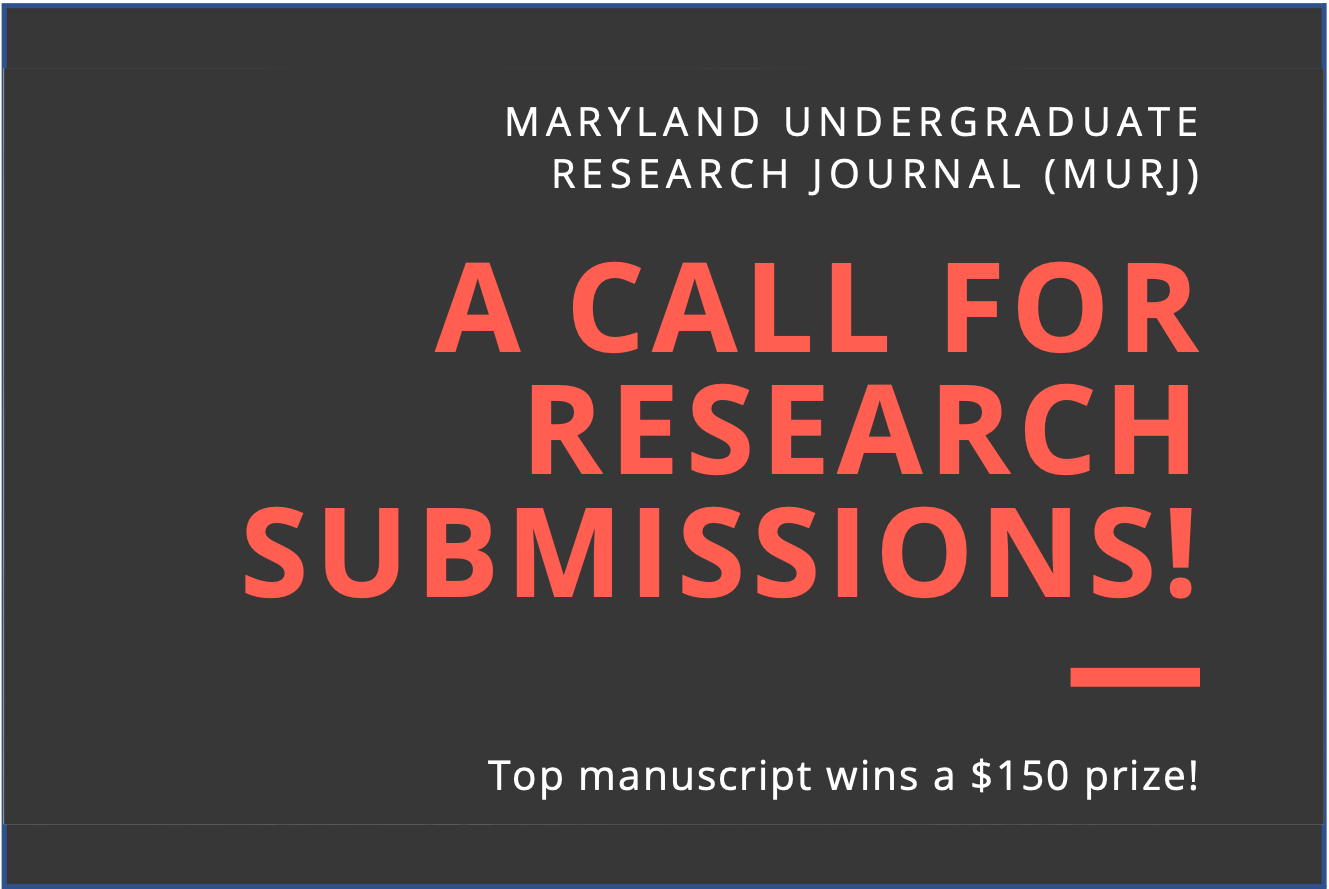 MARYLAND UNDERGRADUATE
RESEARCH JOURNAL (MURJ)
A CALL FOR
RESEARCH
SUBMISSIONS!
Top manuscript wins a $150 prize!